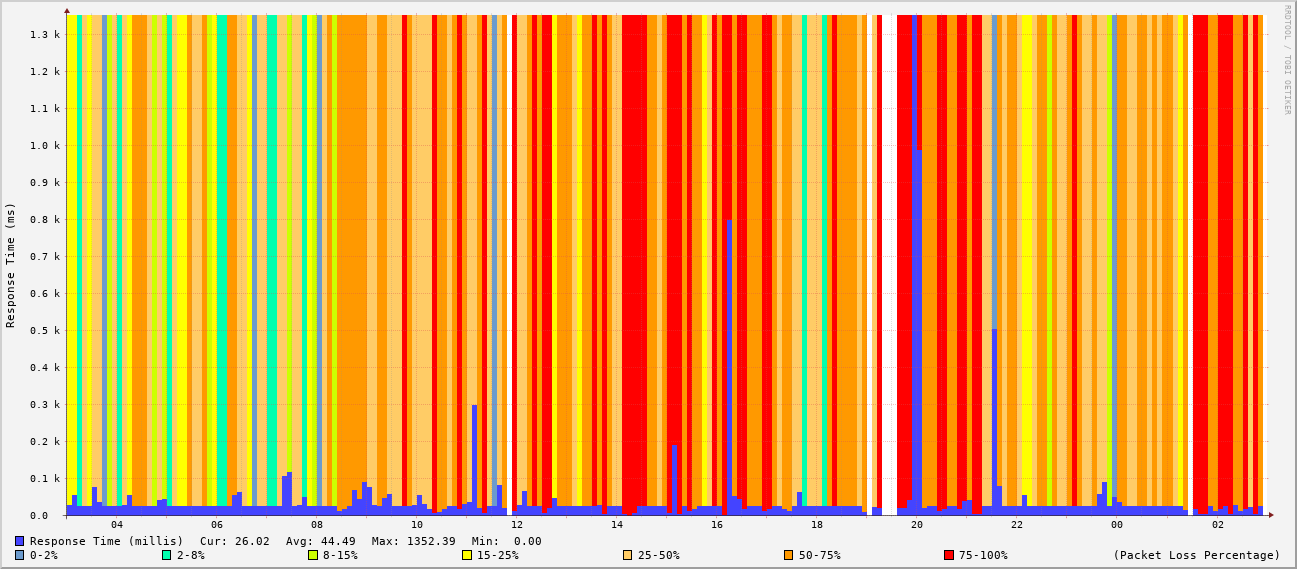 RRDTOOL / TOBI OETIKER
Response Time (ms)
1.3 k
1.2 k
1.1 k
1.0 k
0.9 k
0.8 k
0.7 k
0.6 k
0.5 k
0.4 k
0.3 k
0.2 k
0.1 k
0.0
04 06 08 10 12 14 16 18 20 22 00 02
Response Time (millis) Cur: 26.02 Avg: 44.49 Max: 1352.39 Min: 0.00
0-2% 2-8% 8-15% 15-25% 25-50% 50-75% 75-100% (Packet Loss Percentage)